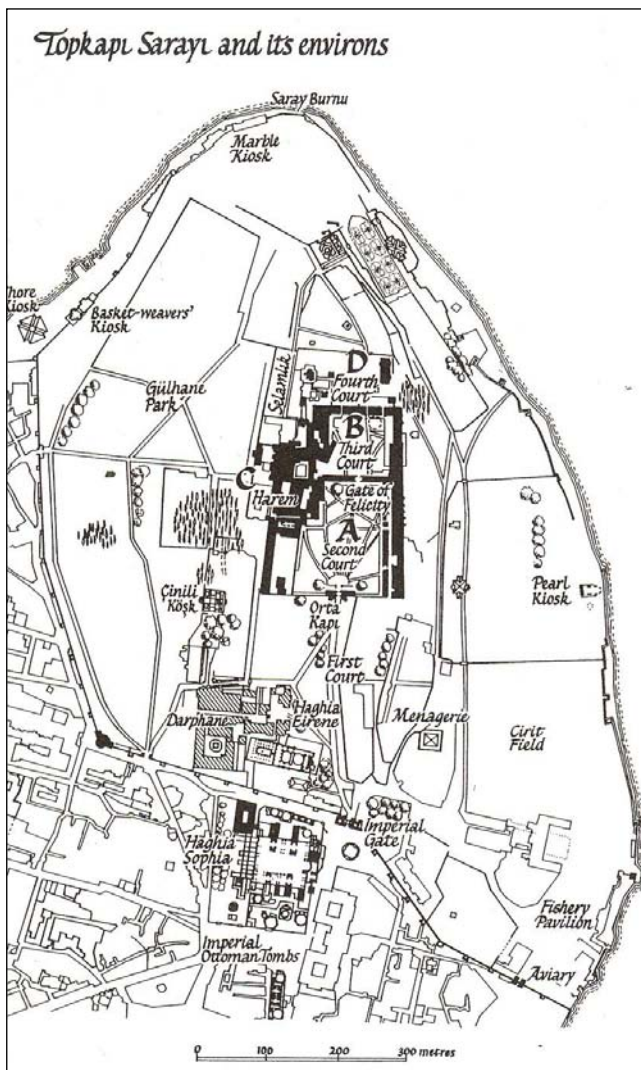 Topkapı Sarayı and its environs
Saray Burnu
Marble
Kiosk
Shore
Kiosk
Basket-weavers'
Kiosk
Selamlık
D
Fourth
Court
Gülhane
Park
B
Third
Court
C
Harem
Gate of
Felicity
A
Second
Court
Çinili
Köşk
Orta
Kapı
Pearl
Kiosk
First
Court
Darphane
Haghia
Eirene
Menagerie
Cirit
Field
Haghia
Sophia
Imperial
Gate
Fishery
Pavilion
Imperial
Ottoman Tombs
Aviary
0 100 200 300 metres